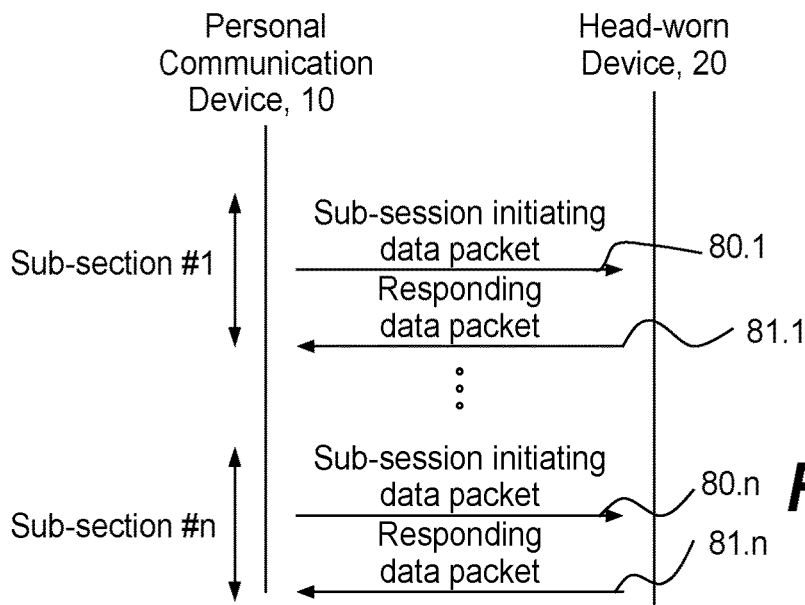 Personal
Communication
Device, 10
Head-worn
Device, 20
Sub-section #1
Sub-session initiating
data packet
80.1
Responding
data packet
81.1
Sub-section #n
Sub-session initiating
data packet
80.n
Responding
data packet
81.n